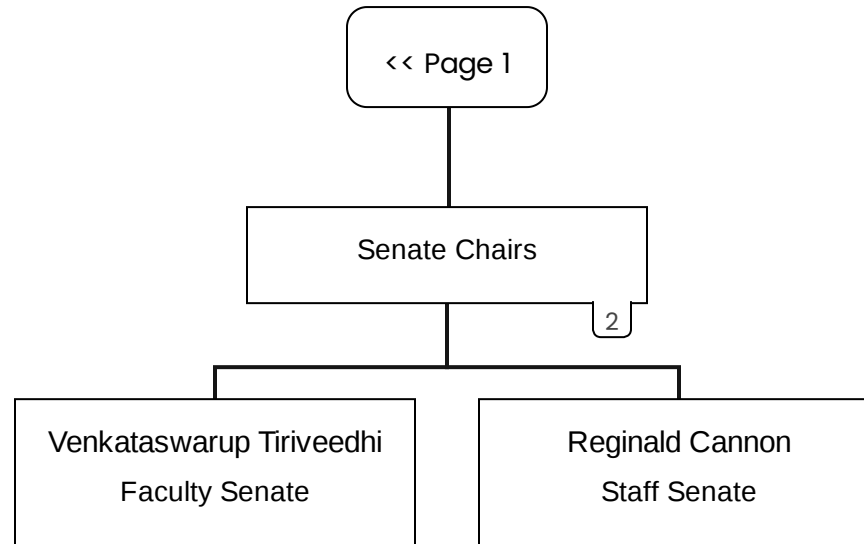 << Page 1
Senate Chairs
2
Venkataswarup Tiriveedhi
Faculty Senate
Reginald Cannon
Staff Senate